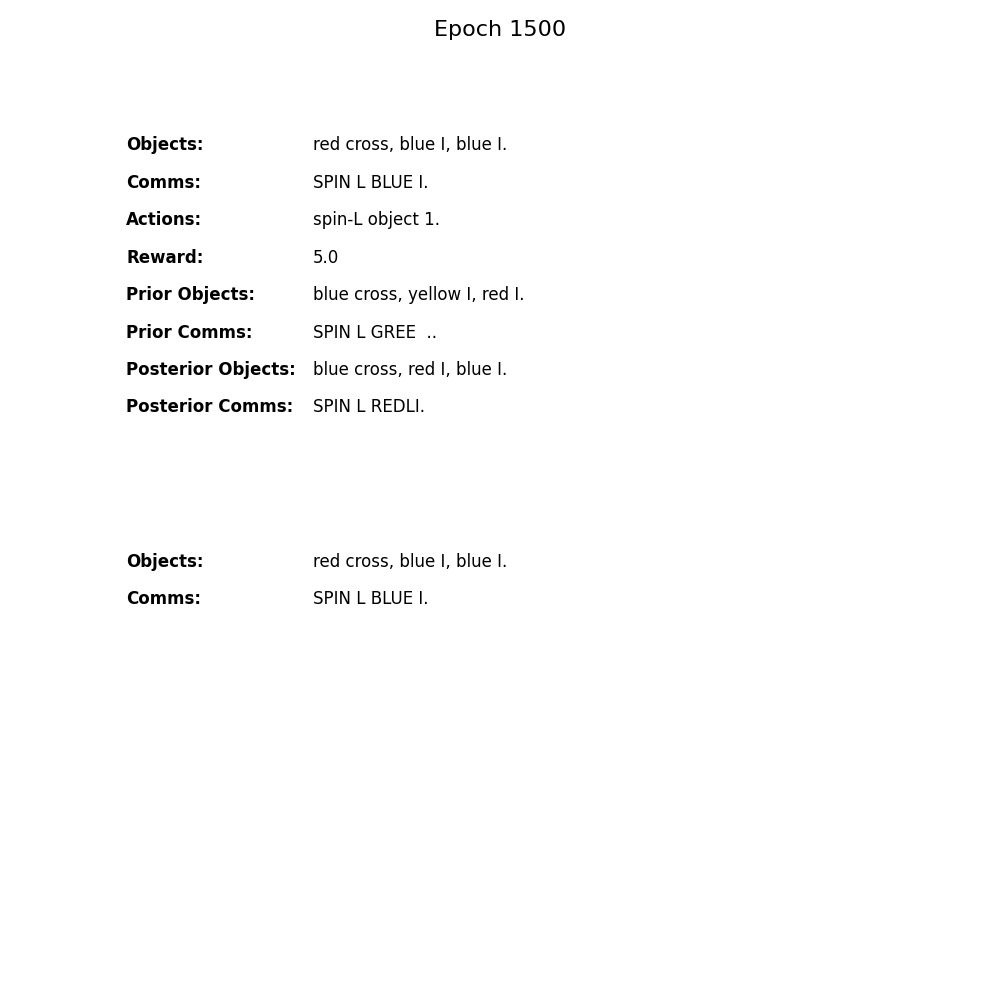 Epoch 1500
Objects: red cross, blue I, blue I.
Comms: SPIN L BLUE I.
Actions: spin-L object 1.
Reward: 5.0
Prior Objects: blue cross, yellow I, red I.
Prior Comms: SPIN L GREE  ..
Posterior Objects: blue cross, red I, blue I.
Posterior Comms: SPIN L REDLI.
Objects: red cross, blue I, blue I.
Comms: SPIN L BLUE I.